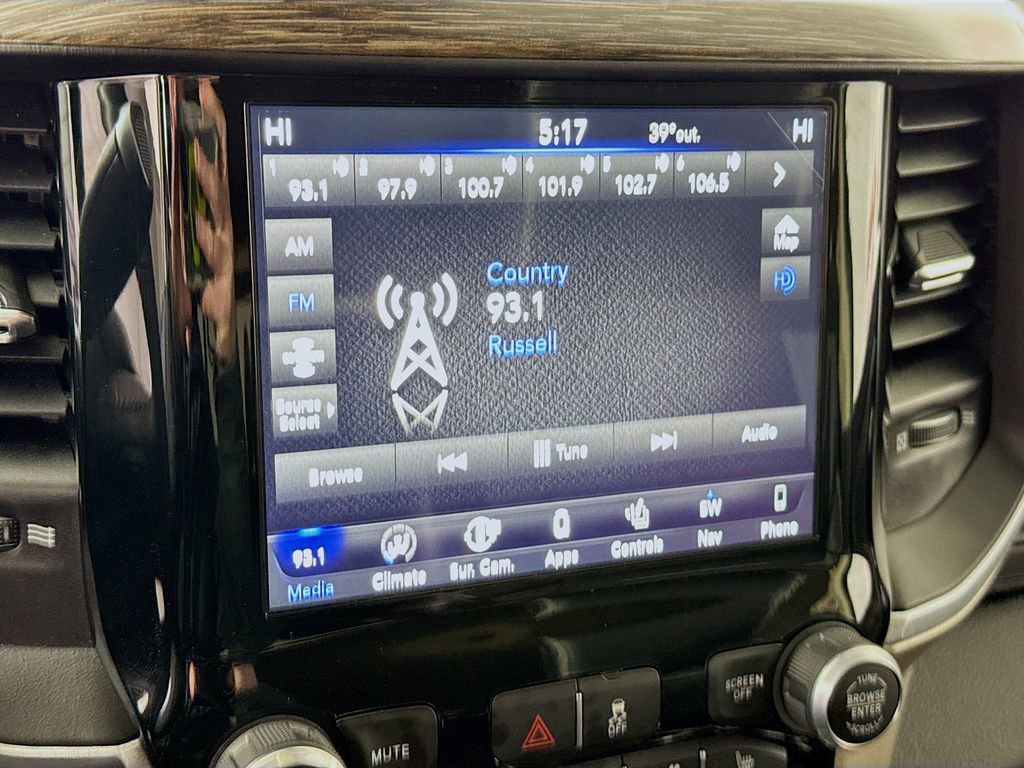 HI 5:17 39°out. HI
1 2 3 4 5 6
93.1 97.9 100.7 101.9 102.7 106.5
AM
Map
FM
HD
Country
93.1
Russell
Source
Select
Browse Tune Audio
93.1 SW
Media Climate Sur. Cam. Apps Controls Nav Phone
MUTE
OFF
SCREEN
OFF
TUNE
BROWSE
ENTER
SCROLL